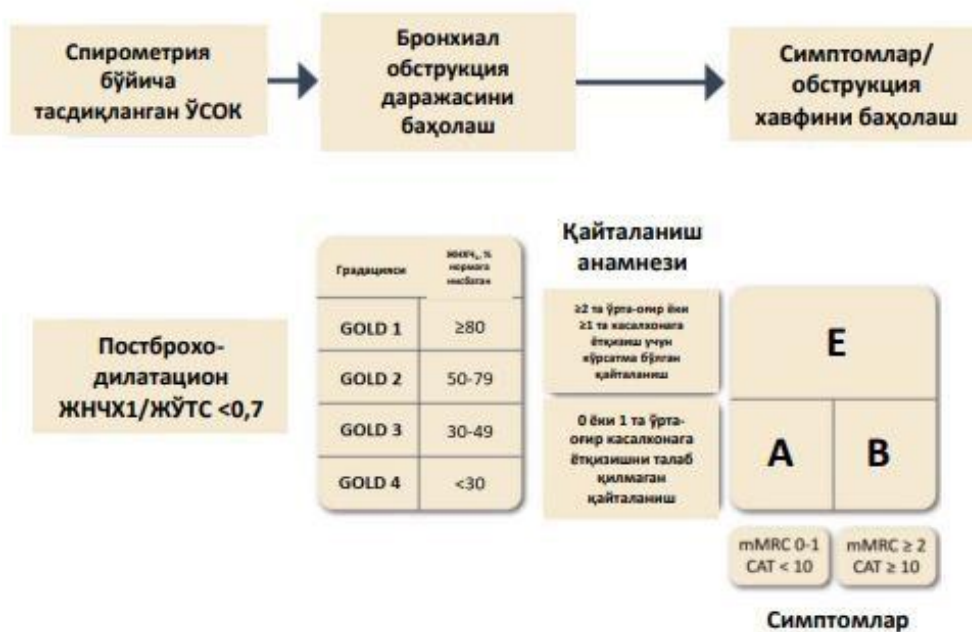 Спирометрия
бўйича
тасдиқланган ЎСОК
Бронхиал
обструкция
даражасини
баҳолаш
Симптомлар/
обструкция
хавфини баҳолаш
Постброхо-
дилатацион
ЖНЧХ1/ЖЎТС <0,7
Градацияси
ЖНХЧ₁, %
нормага
нисбатан
GOLD 1
≥80
GOLD 2
50-79
GOLD 3
30-49
GOLD 4
<30
Қайталаниш
анамнези
≥2 та ўрта-оғир ёки
≥1 та касалхонага
ётқизиш учун
кўрсатма бўлган
қайталаниш
0 ёки 1 та ўрта-
оғир касалхонага
ётқизишни талаб
қилмаган
қайталаниш
E
A
B
mMRC 0-1
CAT < 10
mMRC ≥ 2
CAT ≥ 10
Симптомлар